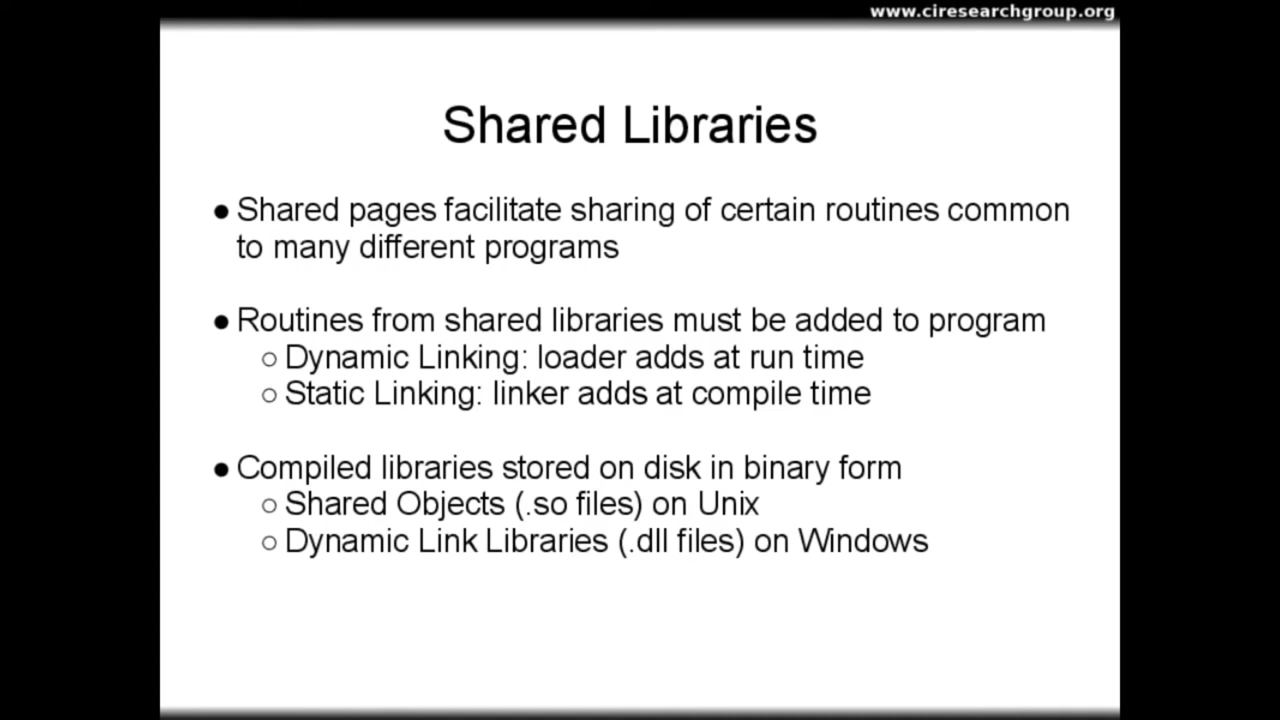 www.ciresearchgroup.org
Shared Libraries
● Shared pages facilitate sharing of certain routines common
to many different programs
● Routines from shared libraries must be added to program
○ Dynamic Linking: loader adds at run time
○ Static Linking: linker adds at compile time
● Compiled libraries stored on disk in binary form
○ Shared Objects (.so files) on Unix
○ Dynamic Link Libraries (.dll files) on Windows